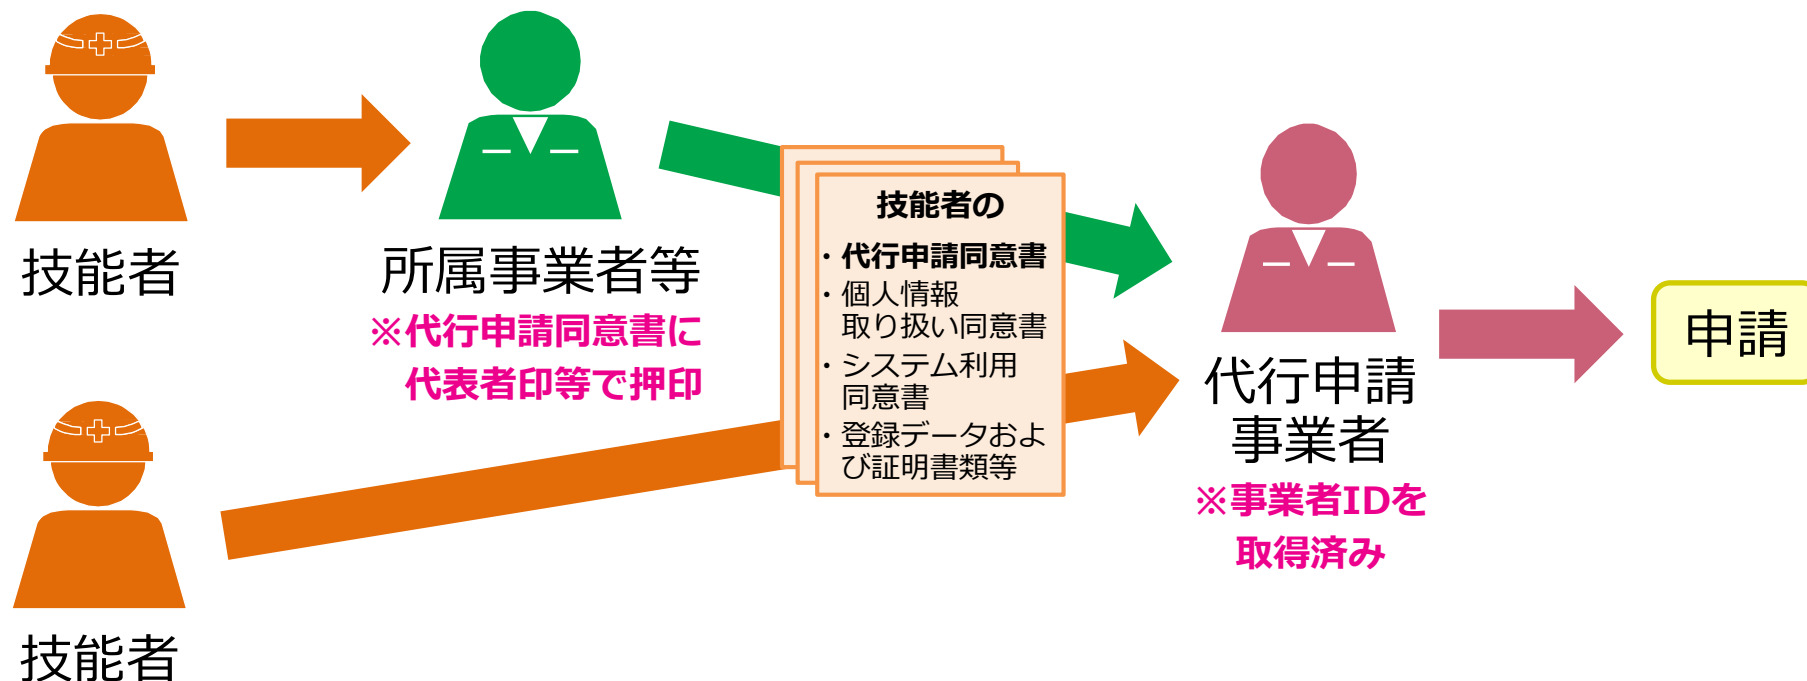 技能者
所属事業者等
※代行申請同意書に
代表者印等で押印
技能者
技能者の
・代行申請同意書
・個人情報
取り扱い同意書
・システム利用
同意書
・登録データおよ
び証明書類等
代行申請
事業者
※事業者IDを
取得済み
申請